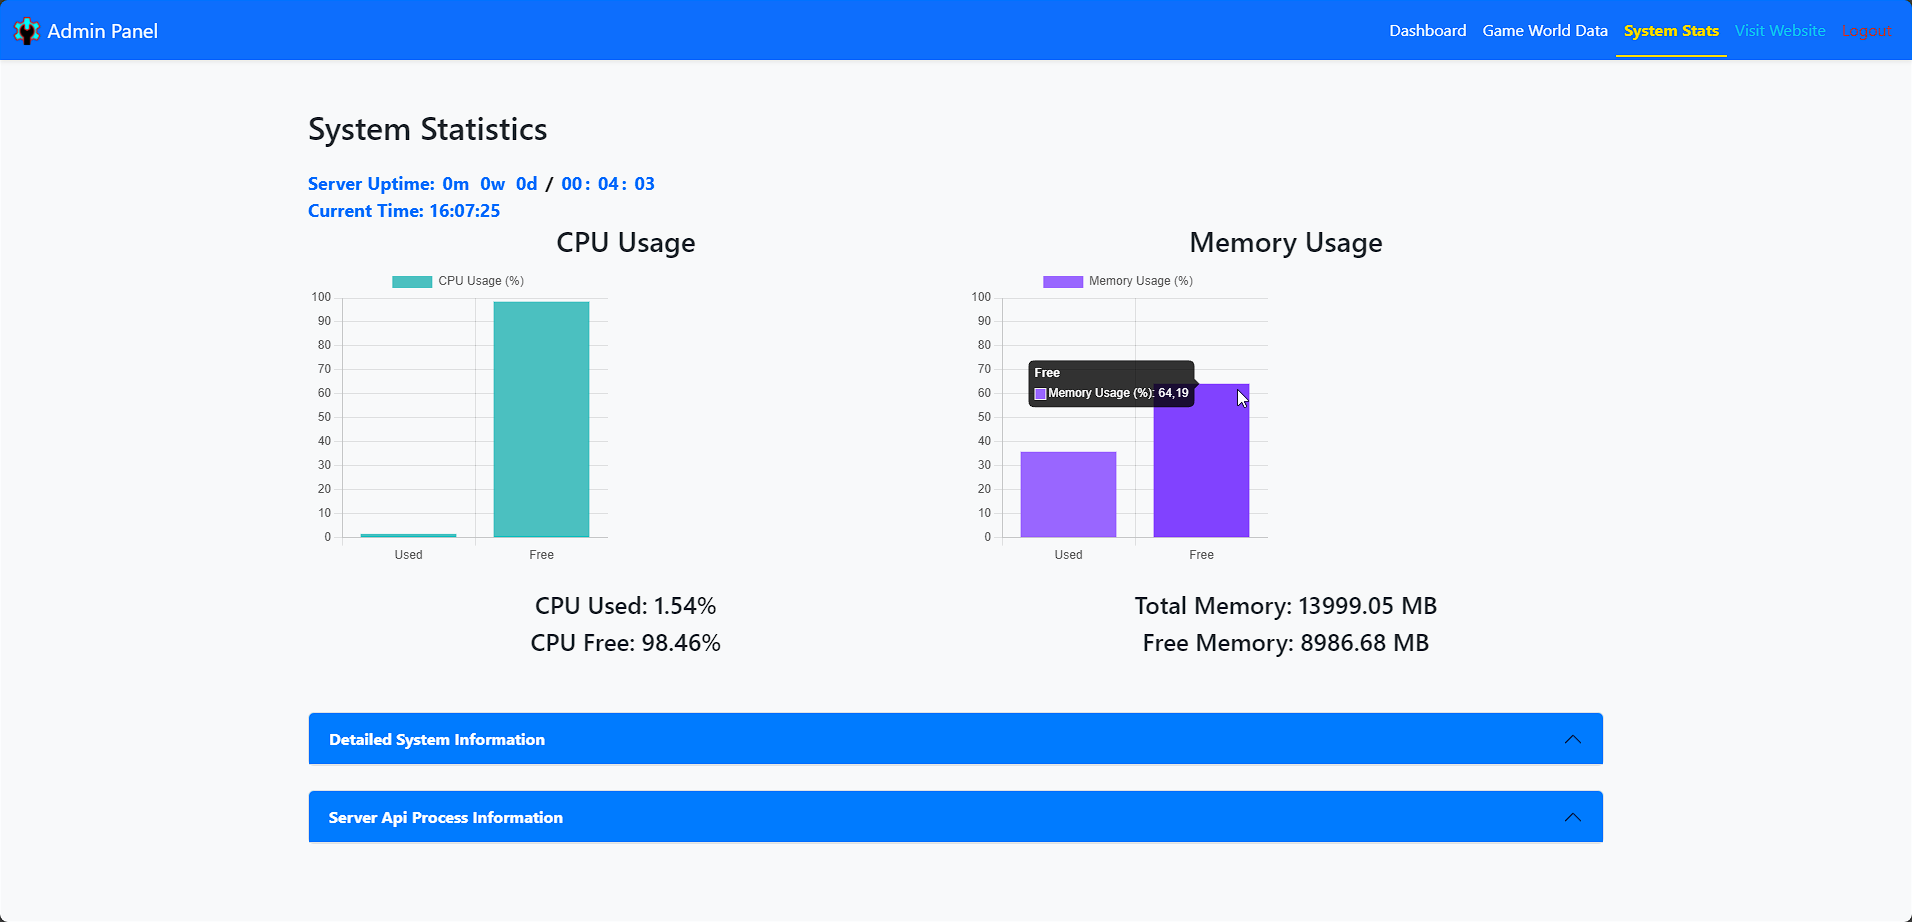 Admin Panel
Dashboard Game World Data System Stats Visit Website Logout
System Statistics
Server Uptime: 0m 0w 0d / 00: 04: 03
Current Time: 16:07:25
CPU Usage
CPU Usage (%)
100
90
80
70
60
50
40
30
20
10
0
Used Free
CPU Used: 1.54%
CPU Free: 98.46%
Memory Usage
Memory Usage (%)
100
90
80
70
60
50
40
30
20
10
0
Free
Memory Usage (%): 64,19
Used Free
Total Memory: 13999.05 MB
Free Memory: 8986.68 MB
Detailed System Information
Server Api Process Information